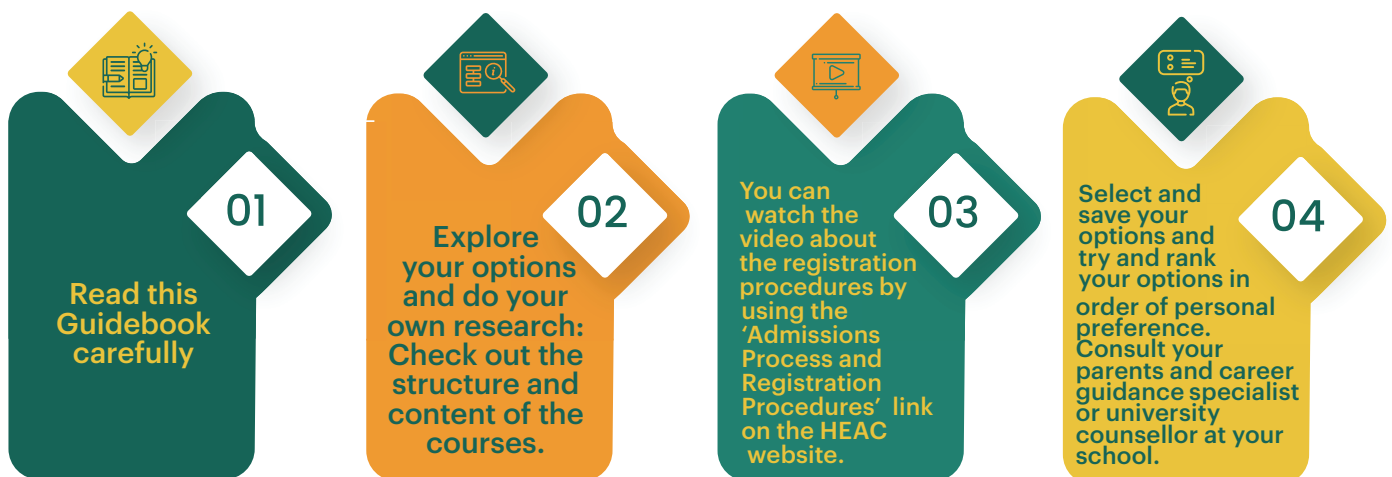 01
Read this
Guidebook
carefully
02
Explore
your options
and do your
own research:
Check out the
structure and
content of the
courses.
03
You can
watch the
video about
the registration
procedures by
using the
‘Admissions
Process and
Registration
Procedures’ link
on the HEAC
website.
04
Select and
save your
options and
try and rank
your options in
order of personal
preference.
Consult your
parents and career
guidance specialist
or university
counsellor at your
school.